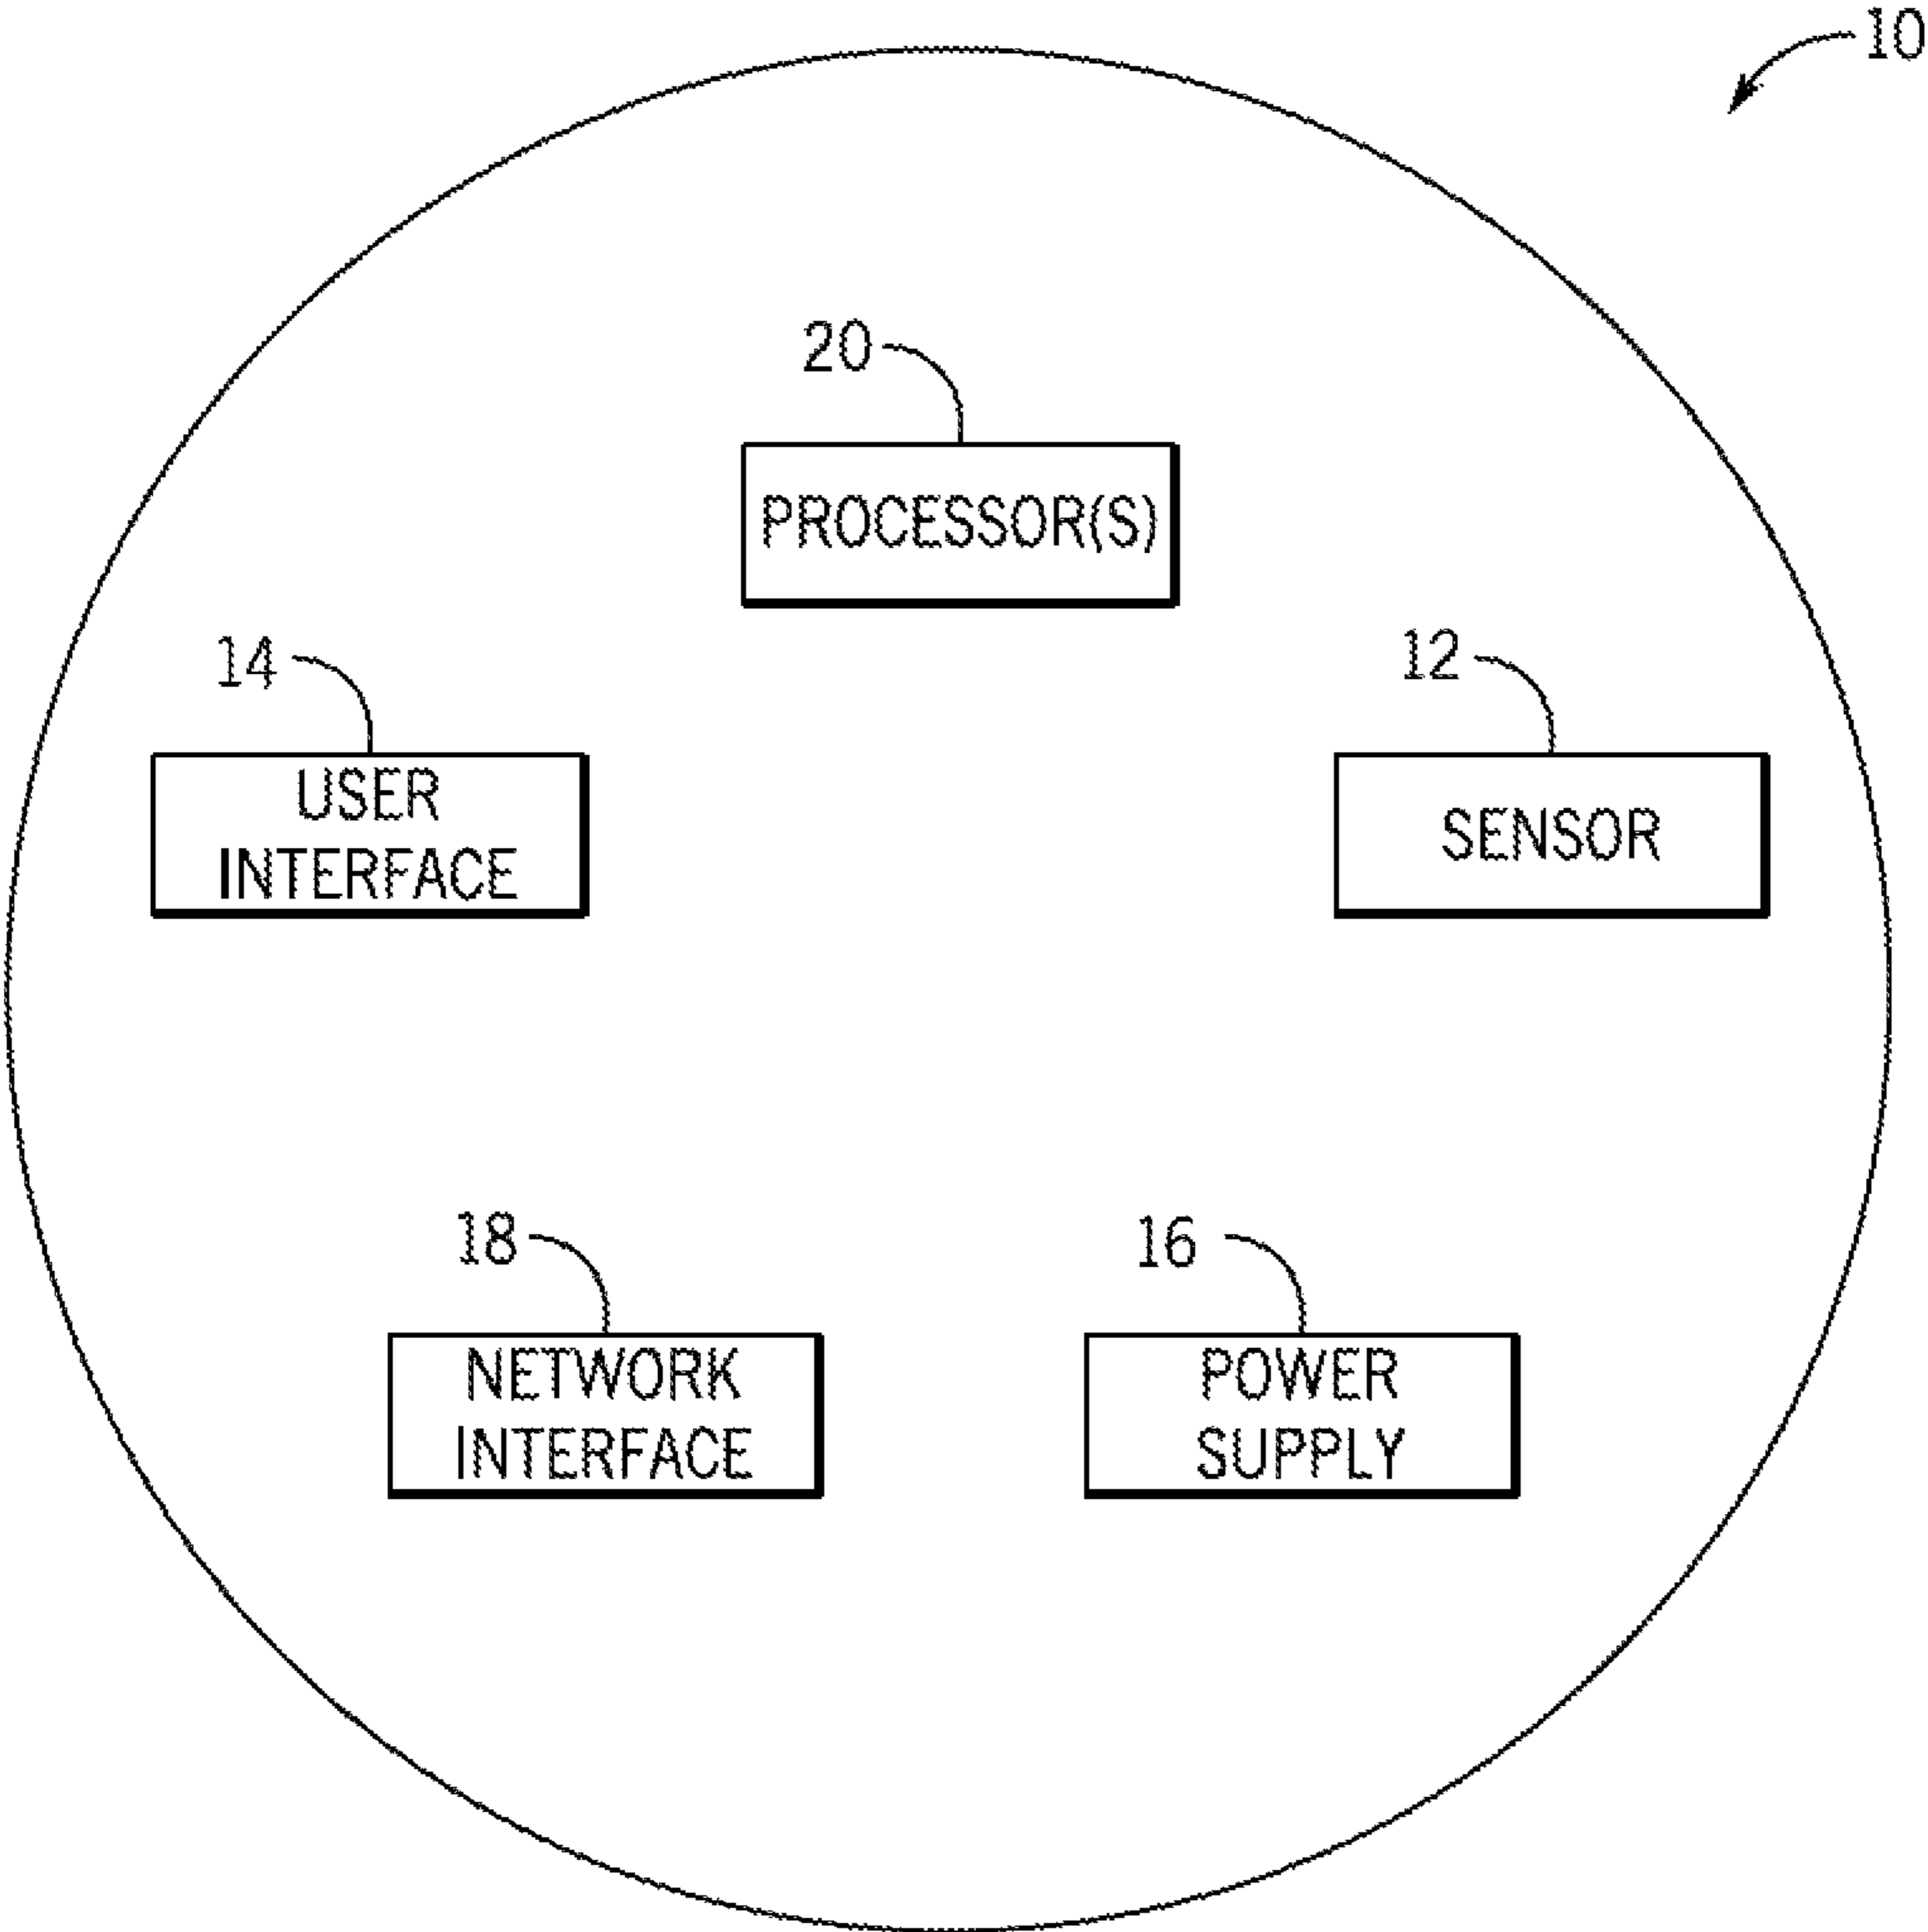 10
20
PROCESSOR(S)
14
USER
INTERFACE
12
SENSOR
18
NETWORK
INTERFACE
16
POWER
SUPPLY